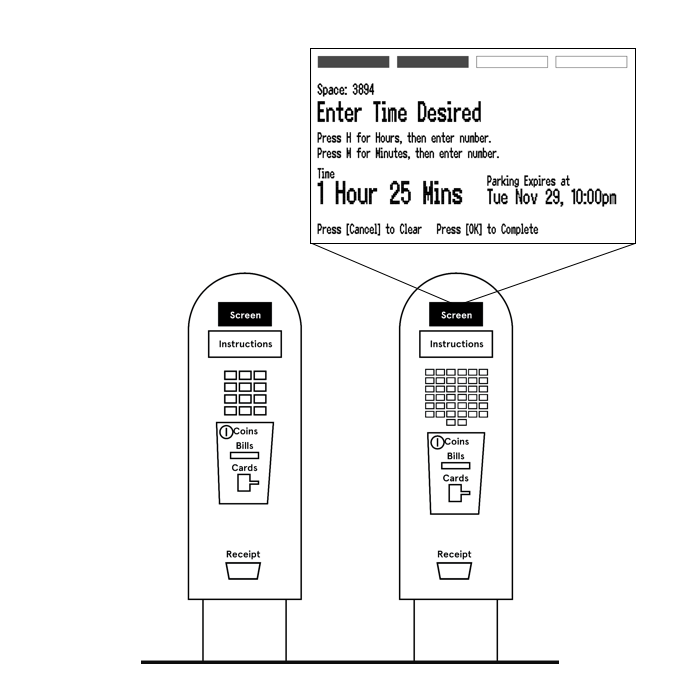 Space: 3894
Enter Time Desired
Press H for Hours, then enter number.
Press M for Minutes, then enter number.
Time
1 Hour 25 Mins
Parking Expires at
Tue Nov 29, 10:00pm
Press [Cancel] to Clear Press [OK] to Complete
Screen
Instructions
Coins
Bills
Cards
Receipt
Screen
Instructions
Coins
Bills
Cards
Receipt